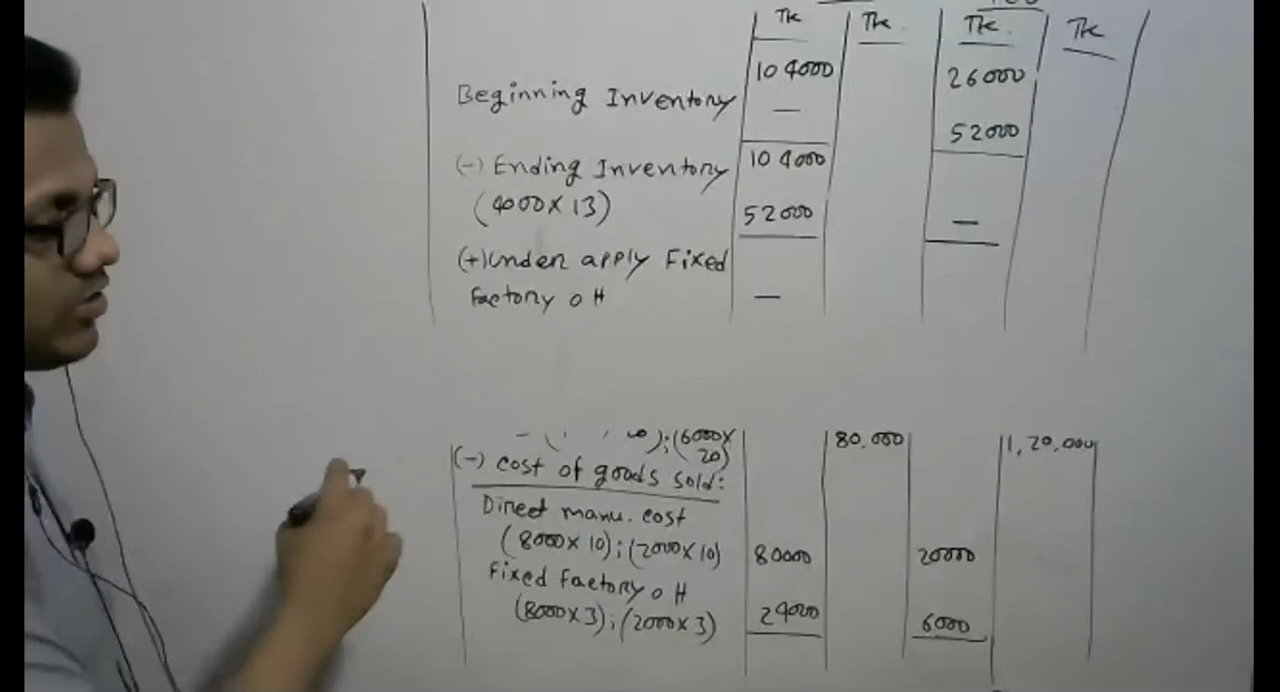 Tk Tk. Tk. Tk
104000 26000
Beginning Inventory — 52000
(-) Ending Inventory 104000
(4000 x 13) 52000 —
(+) Under apply Fixed
Factory O H —
); (6000 x 80,000 1,20,000
20)
(-) cost of goods sold:
Direct manu. cost
(8000 x 10); (2000 x 10) 80000 20000
Fixed Factory O H
(8000 x 3); (2000 x 3) 24000 6000